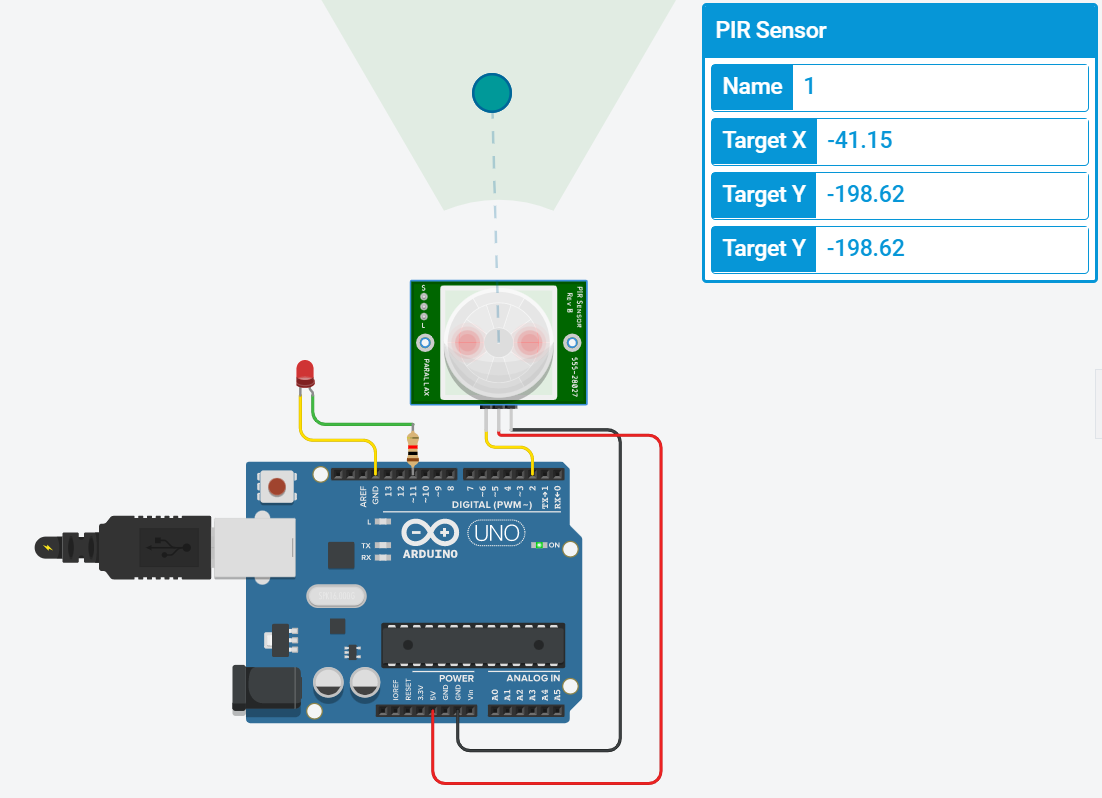 PIR Sensor
Name 1
Target X -41.15
Target Y -198.62
Target Y -198.62
S
L
PARALLAX
PIR SENSOR
Rev B
555-28027
AREF
GND
13
12
~11
~10
~9
8
7
~6
~5
~4
~3
2
TX→1
RX←0
DIGITAL (PWM~)
L
TX
RX
ARDUINO
UNO
ON
POWER
ANALOG IN
IOREF
RESET
3.3V
5V
GND
GND
Vin
A0
A1
A2
A3
A4
A5